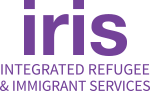 iris
INTEGRATED REFUGEE
& IMMIGRANT SERVICES